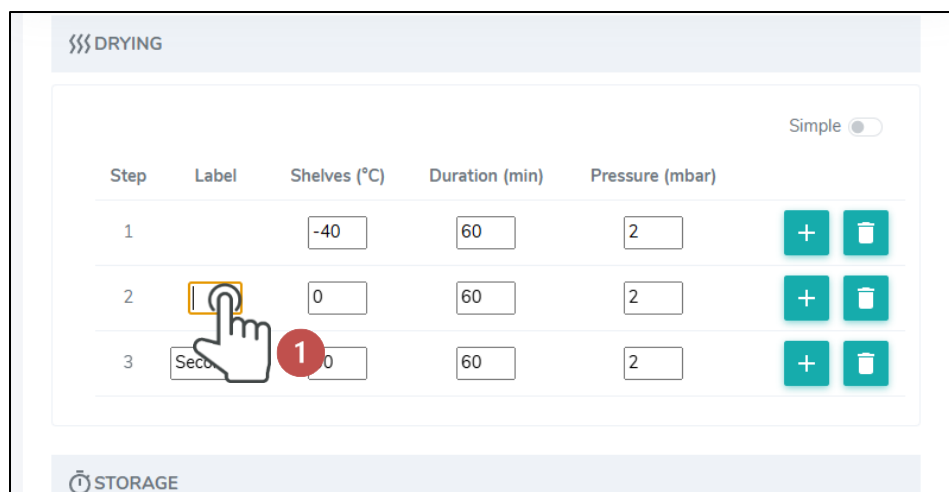 DRYING
Simple
Step Label Shelves (°C) Duration (min) Pressure (mbar)
1 -40 60 2
2 0 60 2
3 60 2
1
STORAGE